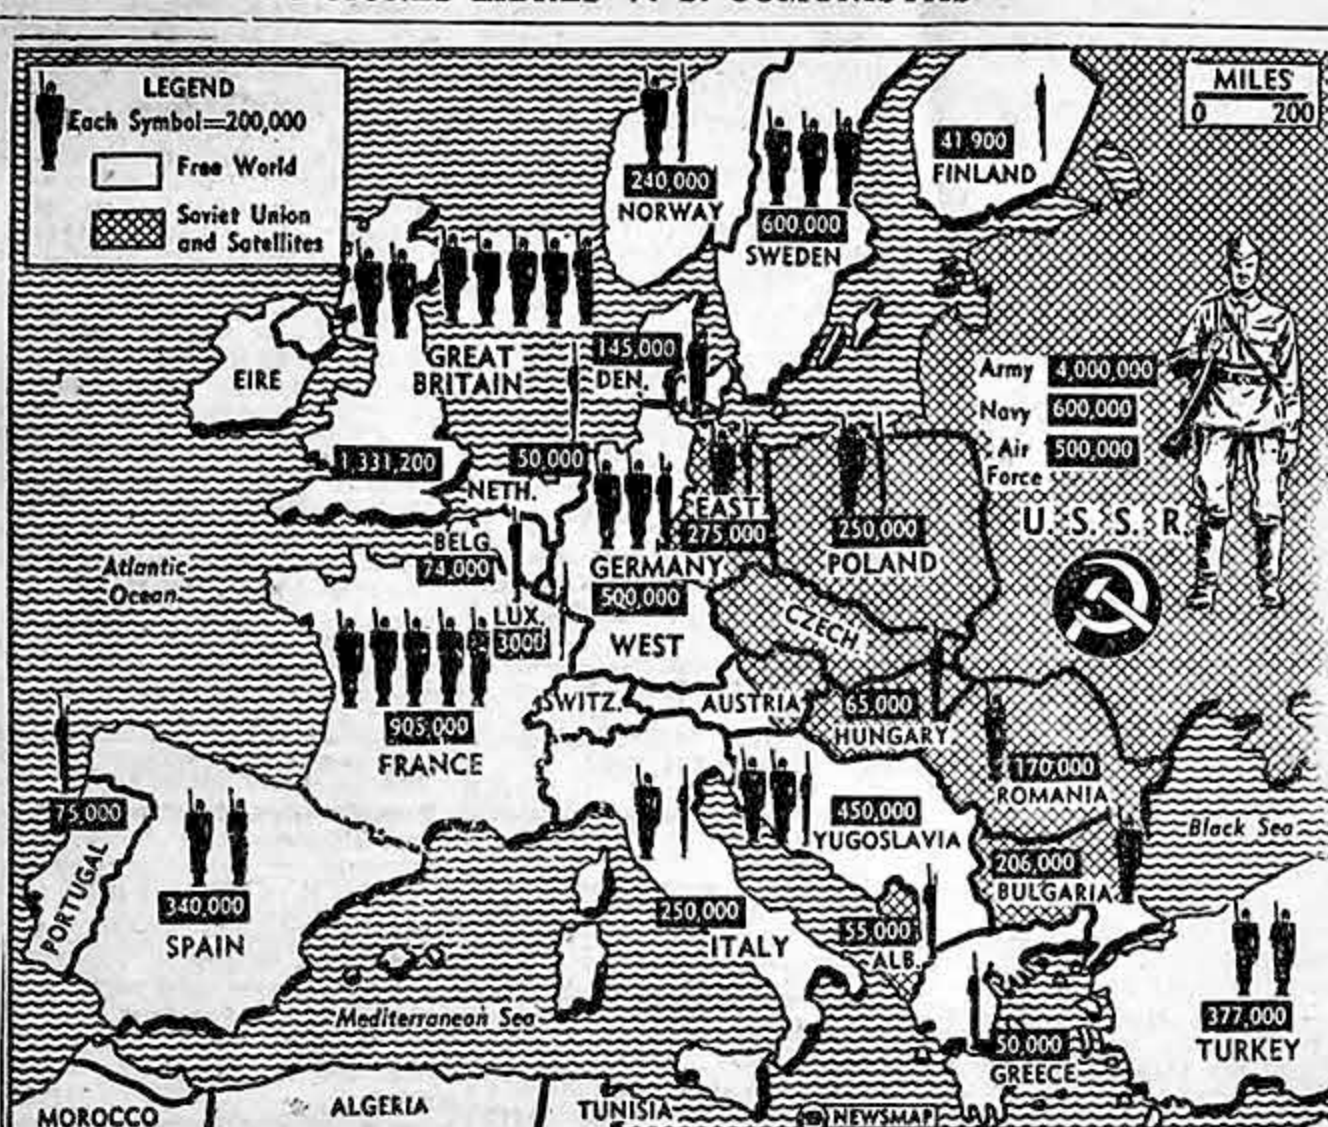 LEGEND
Each Symbol=200,000
Free World
Soviet Union
and Satellites
MILES
0 200
240,000
NORWAY
600,000
SWEDEN
41,900
FINLAND
EIRE
GREAT
BRITAIN
1,331,200
145,000
DEN.
50,000
NETH.
BELG.
74,000
LUX.
3000
EAST
275,000
GERMANY
500,000
WEST
250,000
POLAND
Army 4,000,000
Navy 600,000
Air
Force
500,000
U. S. S. R.
Atlantic
Ocean
905,000
FRANCE
SWITZ.
AUSTRIA
CZECH.
65,000
HUNGARY
170,000
ROMANIA
75,000
PORTUGAL
340,000
SPAIN
250,000
ITALY
450,000
YUGOSLAVIA
206,000
BULGARIA
Black Sea
55,000
ALB.
Mediterranean Sea
50,000
GREECE
377,000
TURKEY
MOROCCO
ALGERIA
TUNISIA
NEWSMAP